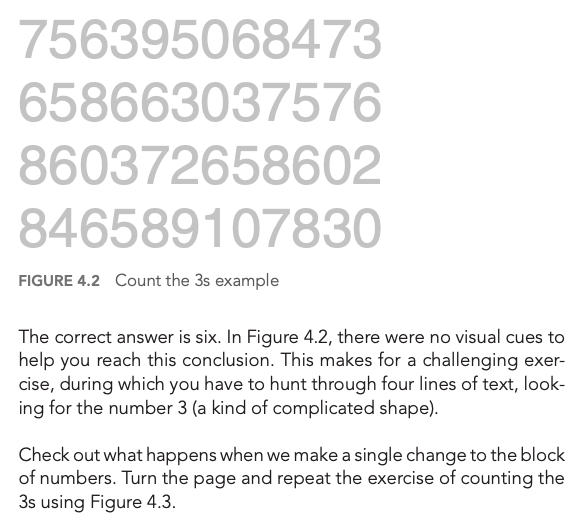 756395068473
658663037576
860372658602
846589107830
FIGURE 4.2 Count the 3s example
The correct answer is six. In Figure 4.2, there were no visual cues to
help you reach this conclusion. This makes for a challenging exer-
cise, during which you have to hunt through four lines of text, look-
ing for the number 3 (a kind of complicated shape).
Check out what happens when we make a single change to the block
of numbers. Turn the page and repeat the exercise of counting the
3s using Figure 4.3.